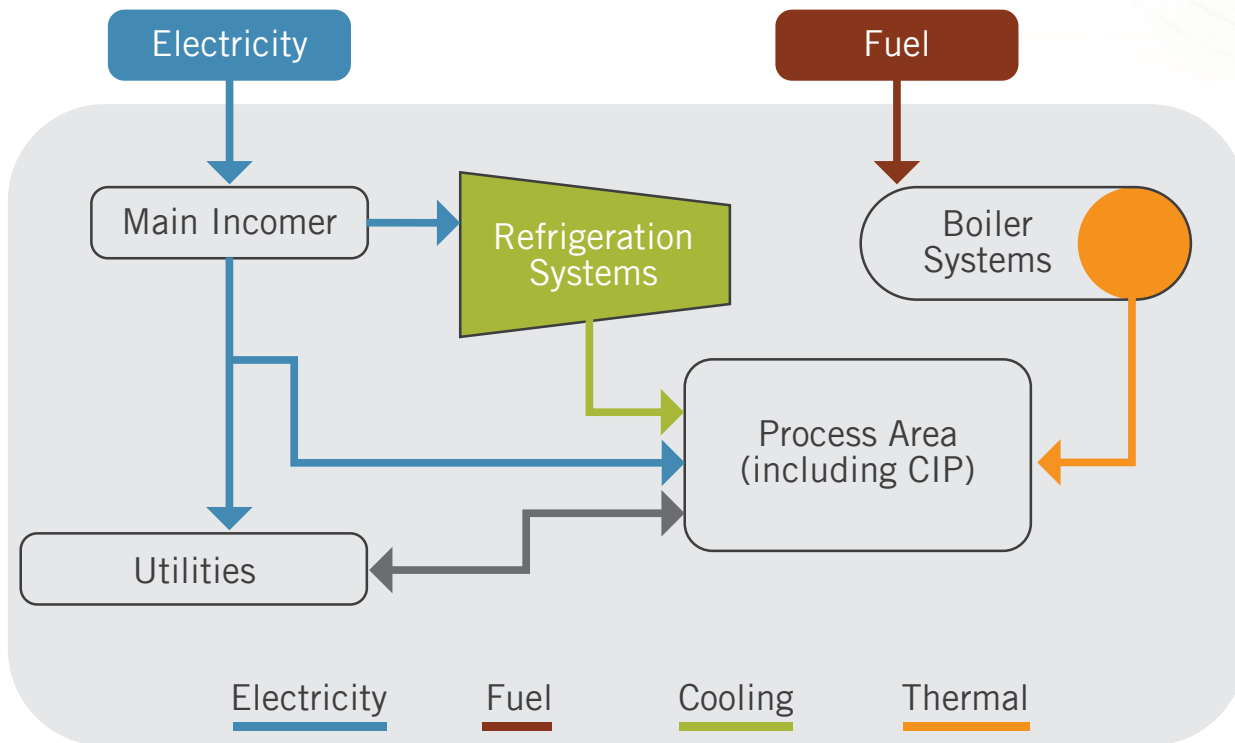 Electricity
Fuel
Main Incomer
Refrigeration
Systems
Boiler
Systems
Process Area
(including CIP)
Utilities
Electricity
Fuel
Cooling
Thermal